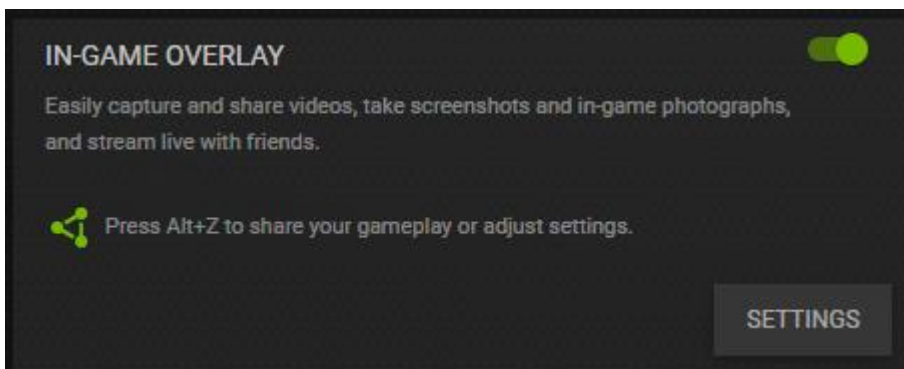 IN-GAME OVERLAY
Easily capture and share videos, take screenshots and in-game photographs,
and stream live with friends.
Press Alt+Z to share your gameplay or adjust settings.
SETTINGS